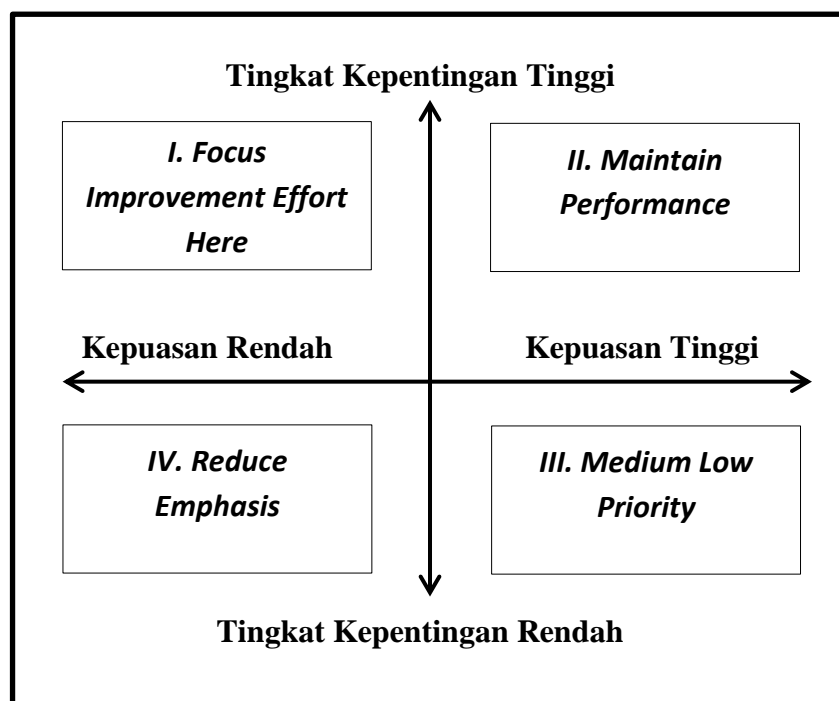 Tingkat Kepentingan Tinggi
I. Focus
Improvement Effort
Here
II. Maintain
Performance
Kepuasan Rendah
Kepuasan Tinggi
IV. Reduce
Emphasis
III. Medium Low
Priority
Tingkat Kepentingan Rendah